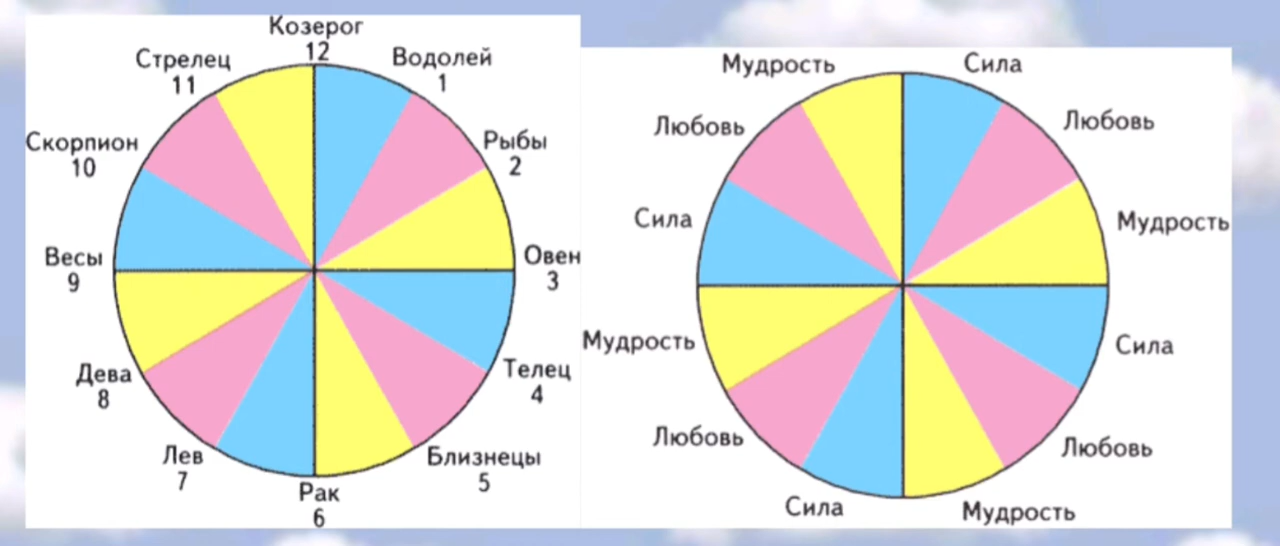 Козерог
12
Водолей
1
Рыбы
2
Овен
3
Телец
4
Близнецы
5
Рак
6
Лев
7
Дева
8
Весы
9
Скорпион
10
Стрелец
11
Мудрость
Сила
Любовь
Мудрость
Сила
Любовь
Мудрость
Сила
Любовь
Мудрость
Сила
Любовь